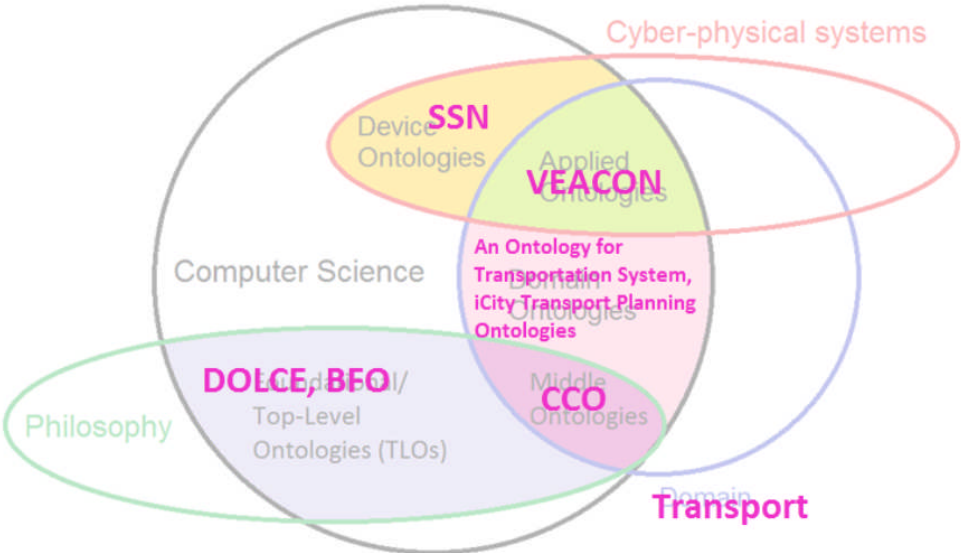 Cyber-physical systems
SSN
Device
Ontologies
Applied
VEACON
Ontologies
An Ontology for
Transportation System,
iCity Transport Planning
Ontologies
Domain
Ontologies
Computer Science
DOLCE, BFO
Foundational/
Top-Level
Ontologies (TLOs)
Middle
CCO
Ontologies
Philosophy
Domain
Transport